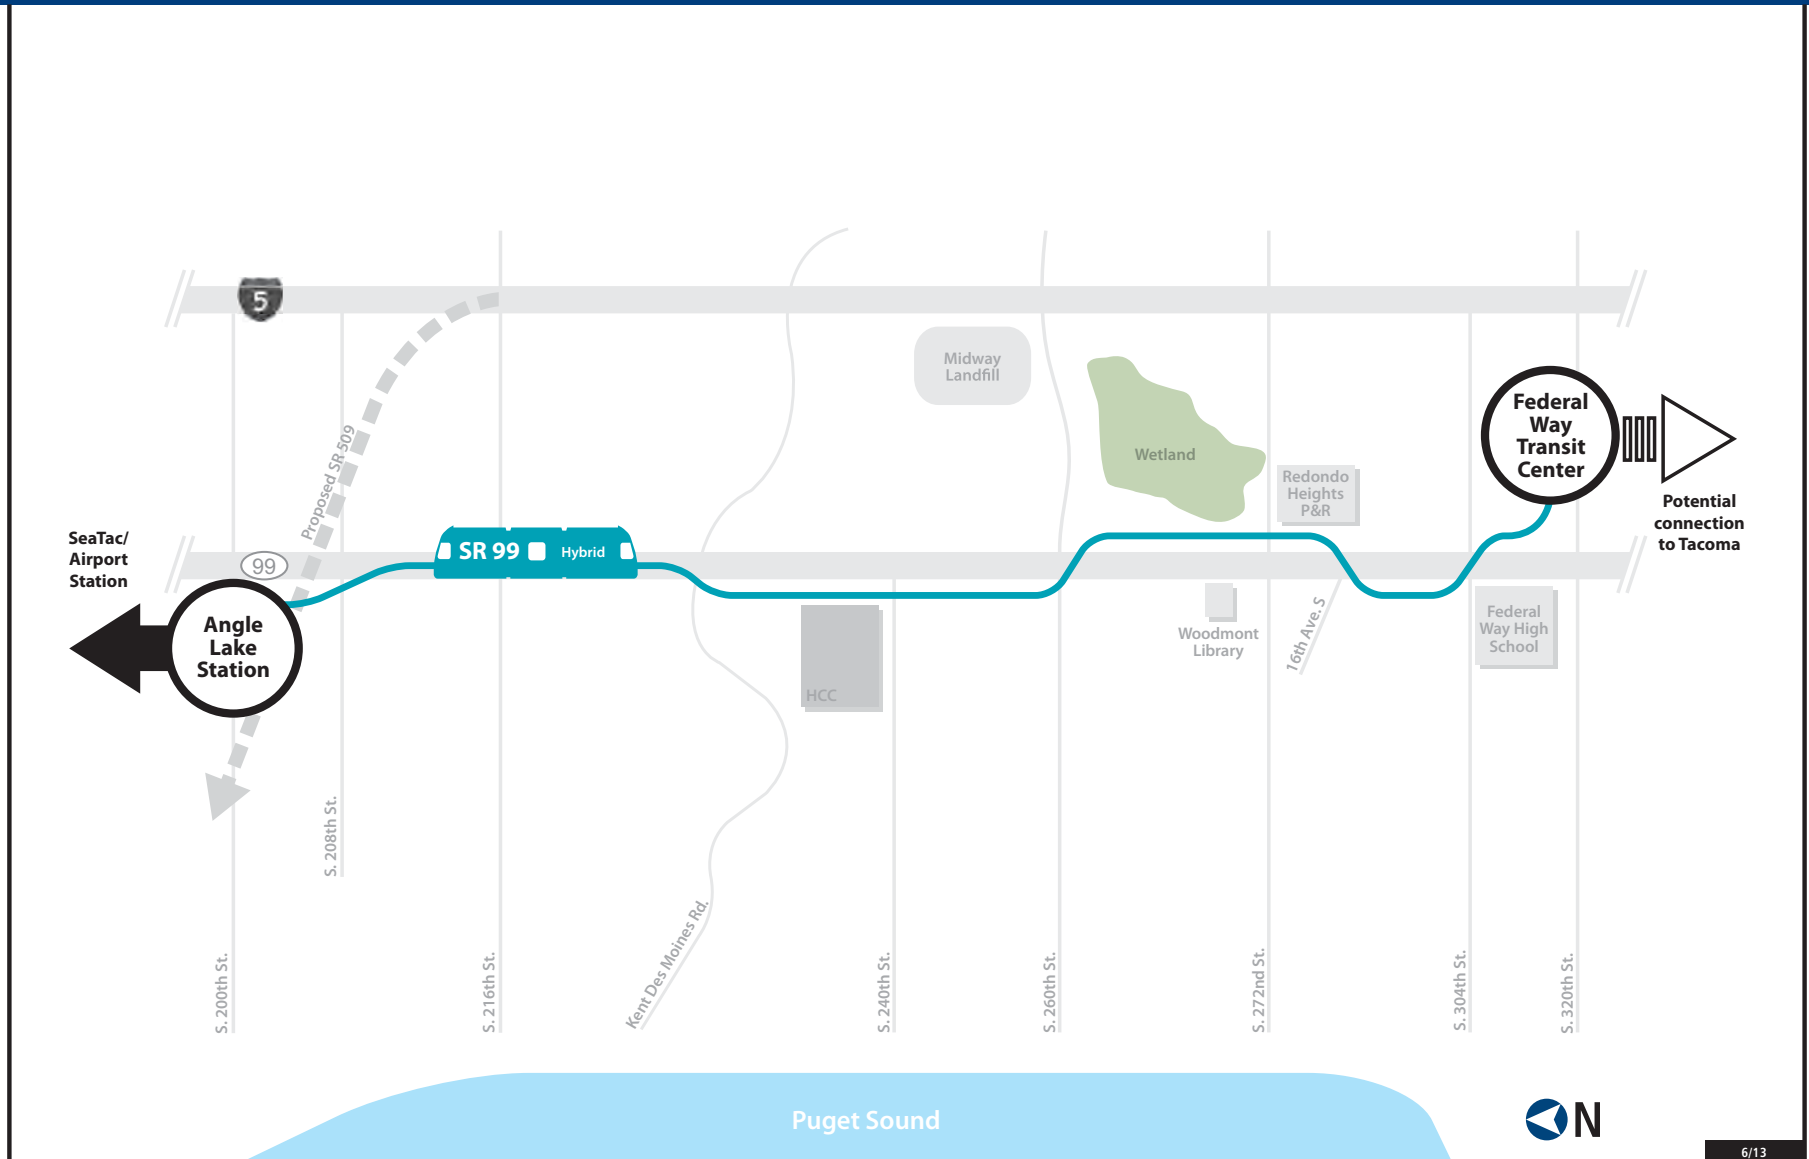 5
Midway
Landfill
Proposed SR 509
Wetland
Federal
Way
Transit
Center
Redondo
Heights
P&R
Potential
connection
to Tacoma
SeaTac/
Airport
Station
99
SR 99 Hybrid
Angle
Lake
Station
HCC
Woodmont
Library
16th Ave. S
Federal
Way High
School
S. 208th St.
S. 200th St.
S. 216th St.
Kent Des Moines Rd.
S. 240th St.
S. 260th St.
S. 272nd St.
S. 304th St.
S. 320th St.
Puget Sound
N
6/13